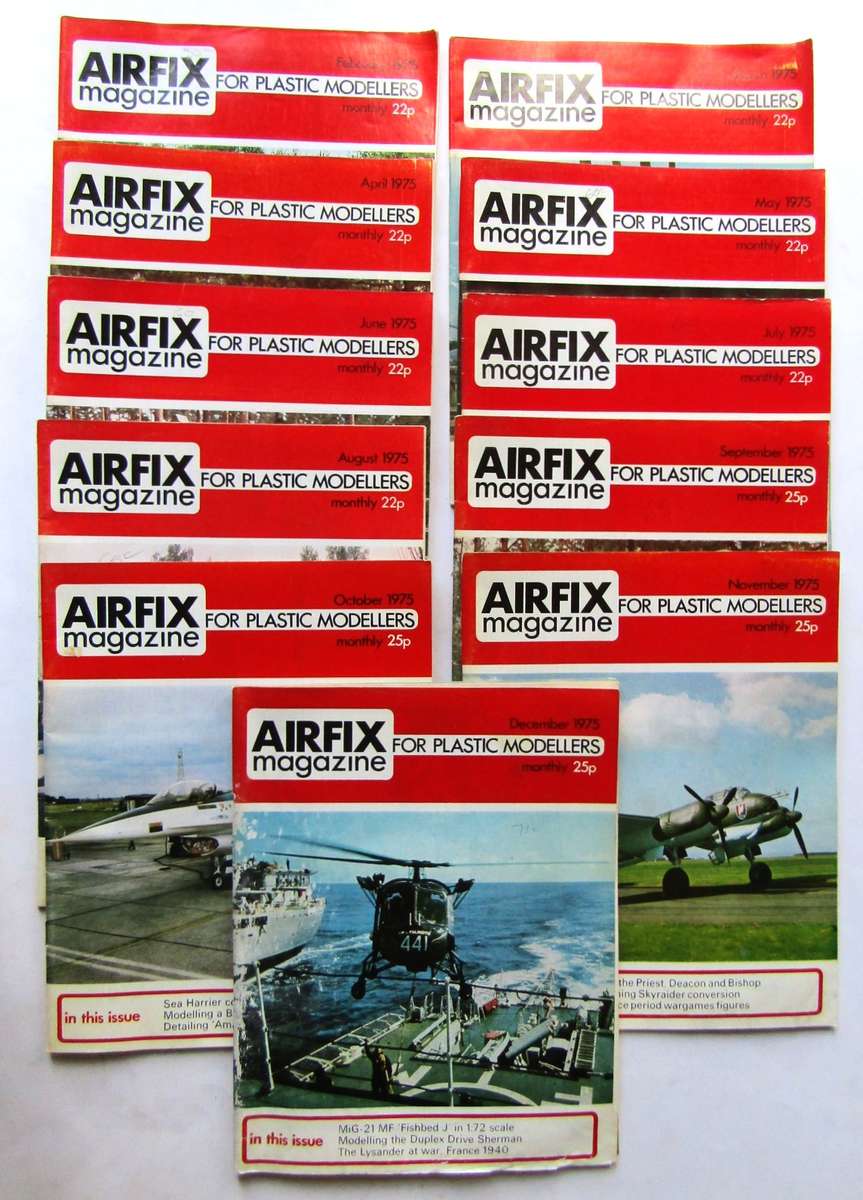 February 1975
AIRFIX
magazine
FOR PLASTIC MODELLERS
monthly 22p
1975
AIRFIX
magazine
FOR PLASTIC MODELLERS
monthly 22p
April 1975
AIRFIX
magazine
FOR PLASTIC MODELLERS
monthly 22p
May 1975
AIRFIX
magazine
FOR PLASTIC MODELLERS
monthly 22p
June 1975
AIRFIX
magazine
FOR PLASTIC MODELLERS
monthly 22p
July 1975
AIRFIX
magazine
FOR PLASTIC MODELLERS
monthly 22p
August 1975
AIRFIX
magazine
FOR PLASTIC MODELLERS
monthly 22p
September 1975
AIRFIX
magazine
FOR PLASTIC MODELLERS
monthly 25p
October 1975
AIRFIX
magazine
FOR PLASTIC MODELLERS
monthly 25p
in this issue
Sea Harrier
Modelling a
Detailing
November 1975
AIRFIX
magazine
FOR PLASTIC MODELLERS
monthly 25p
the Priest, Deacon and Bishop
Skyraider conversion
period wargames figures
December 1975
AIRFIX
magazine
FOR PLASTIC MODELLERS
monthly 25p
441
in this issue
MiG-21 MF 'Fishbed J' in 1:72 scale
Modelling the Duplex Drive Sherman
The Lysander at war, France 1940